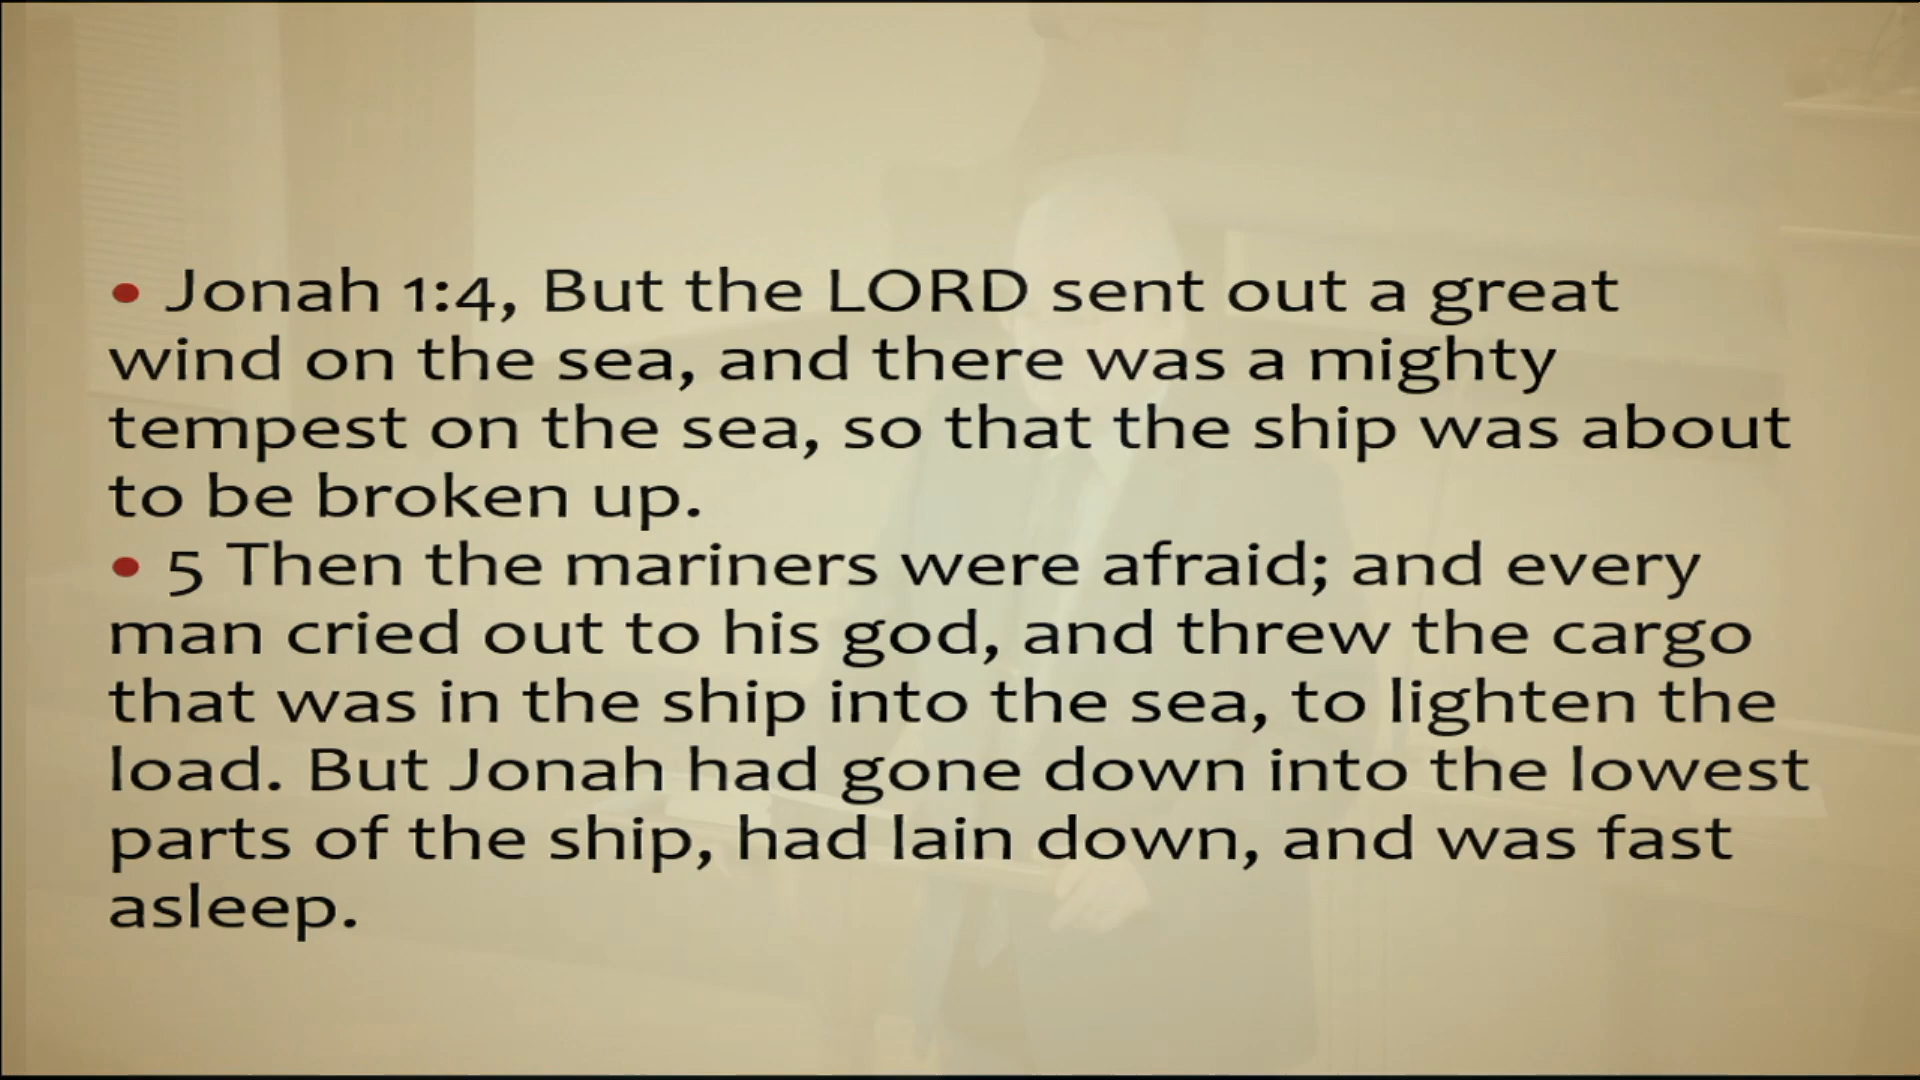 • Jonah 1:4, But the LORD sent out a great
wind on the sea, and there was a mighty
tempest on the sea, so that the ship was about
to be broken up.
• 5 Then the mariners were afraid; and every
man cried out to his god, and threw the cargo
that was in the ship into the sea, to lighten the
load. But Jonah had gone down into the lowest
parts of the ship, had lain down, and was fast
asleep.